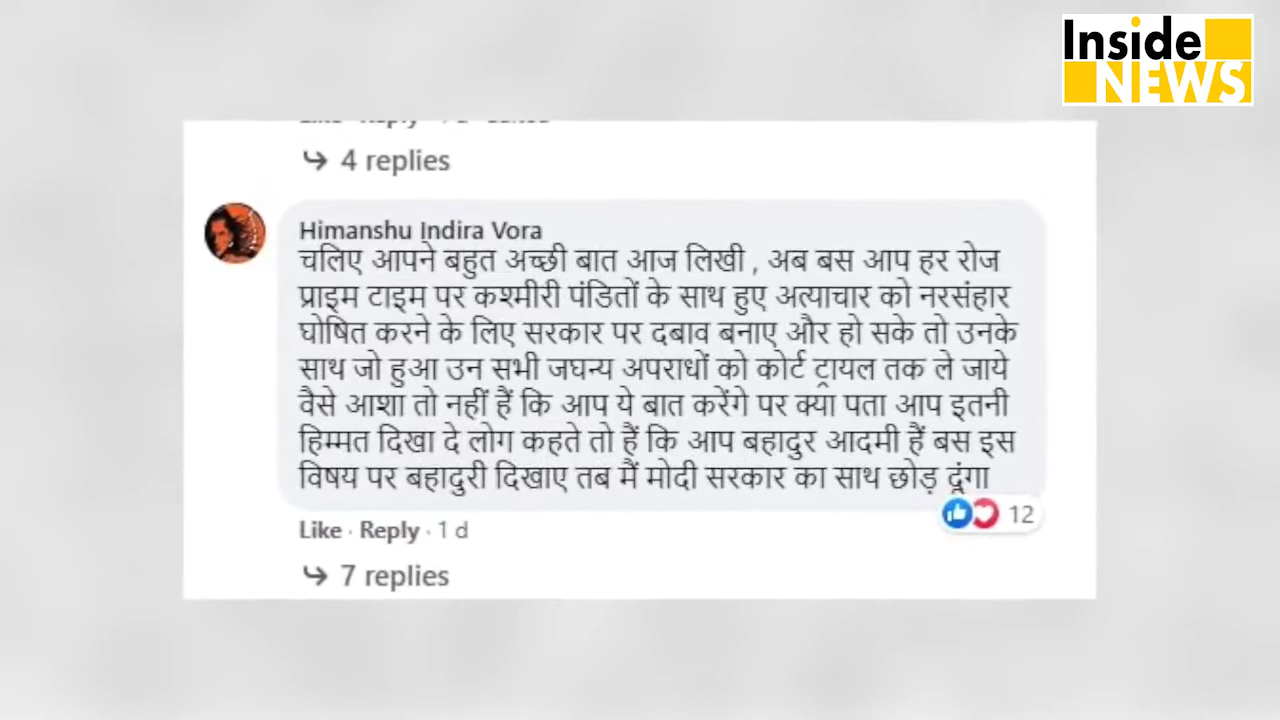 Inside
NEWS
4 replies
Himanshu Indira Vora
चलिए आपने बहुत अच्छी बात आज लिखी , अब बस आप हर रोज
प्राइम टाइम पर कश्मीरी पंडितों के साथ हुए अत्याचार को नरसंहार
घोषित करने के लिए सरकार पर दबाव बनाए और हो सके तो उनके
साथ जो हुआ उन सभी जघन्य अपराधों को कोर्ट ट्रायल तक ले जाये
वैसे आशा तो नहीं हैं कि आप ये बात करेंगे पर क्या पता आप इतनी
हिम्मत दिखा दे लोग कहते तो हैं कि आप बहादुर आदमी हैं बस इस
विषय पर बहादुरी दिखाए तब मैं मोदी सरकार का साथ छोड़ दूंगा
12
Like · Reply · 1 d
7 replies